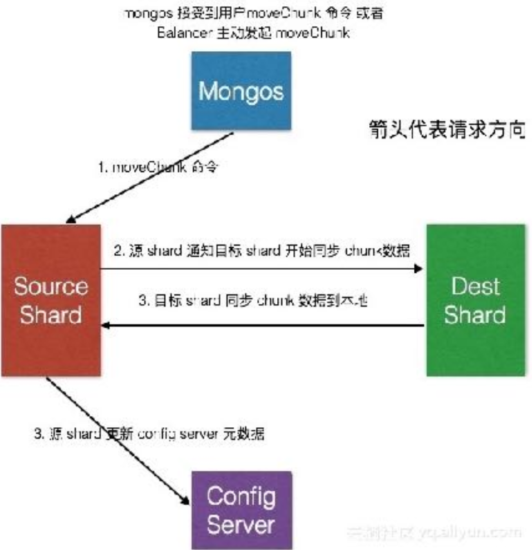 mongos 接受到用户moveChunk 命令 或者
Balancer 主动发起 moveChunk
Mongos
箭头代表请求方向
1. moveChunk 命令
2. 源 shard 通知目标 shard 开始同步 chunk数据
Source
Shard
Dest
Shard
3. 目标 shard 同步 chunk 数据到本地
3. 源 shard 更新 config server 元数据
Config
Server
yq.aliyun.com